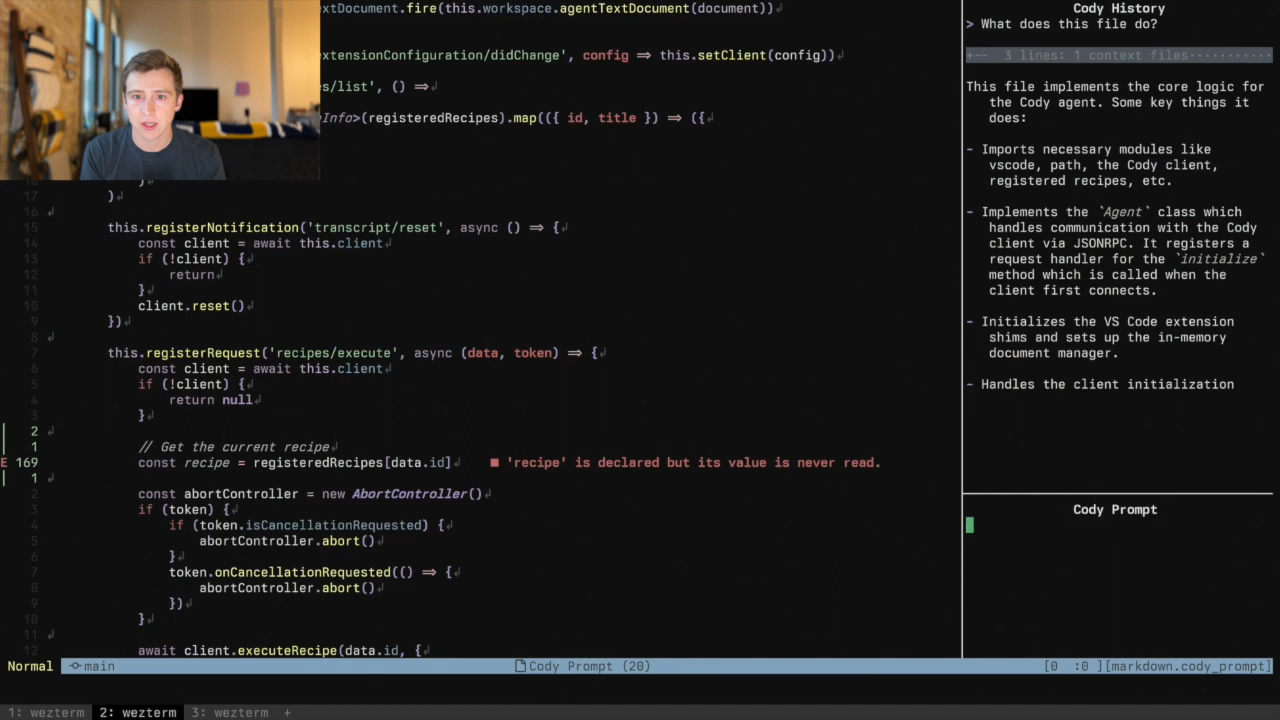 xtDocument.fire(this.workspace.agentTextDocument(document))↲
xtensionConfiguration/didChange', config ⇒ this.setClient(config))↲
s/list', () ⇒↲
Info>(registeredRecipes).map(({ id, title }) ⇒ ({↲
18 )↲
17 )↲
16 ↲
15 this.registerNotification('transcript/reset', async () ⇒ {↲
14 const client = await this.client↲
13 if (!client) {↲
12 return↲
11 }↲
10 client.reset()↲
9 })↲
8 ↲
7 this.registerRequest('recipes/execute', async (data, token) ⇒ {↲
6 const client = await this.client↲
5 if (!client) {↲
4 return null↲
3 }↲
2 ↲
1 // Get the current recipe↲
E 169 const recipe = registeredRecipes[data.id]↲ ■ 'recipe' is declared but its value is never read.
1 ↲
2 const abortController = new AbortController()↲
3 if (token) {↲
4 if (token.isCancellationRequested) {↲
5 abortController.abort()↲
6 }↲
7 token.onCancellationRequested(() ⇒ {↲
8 abortController.abort()↲
9 })↲
10 }↲
11 ↲
12 await client.executeRecipe(data.id, {↲
Cody History
> What does this file do?
+-- 3 lines: 1 context files··········
This file implements the core logic for
the Cody agent. Some key things it
does:
- Imports necessary modules like
vscode, path, the Cody client,
registered recipes, etc.
- Implements the `Agent` class which
handles communication with the Cody
client via JSONRPC. It registers a
request handler for the `initialize`
method which is called when the
client first connects.
- Initializes the VS Code extension
shims and sets up the in-memory
document manager.
- Handles the client initialization
Cody Prompt
Normal main Cody Prompt (20) [0 :0 ][markdown.cody_prompt]
1: wezterm 2: wezterm 3: wezterm +